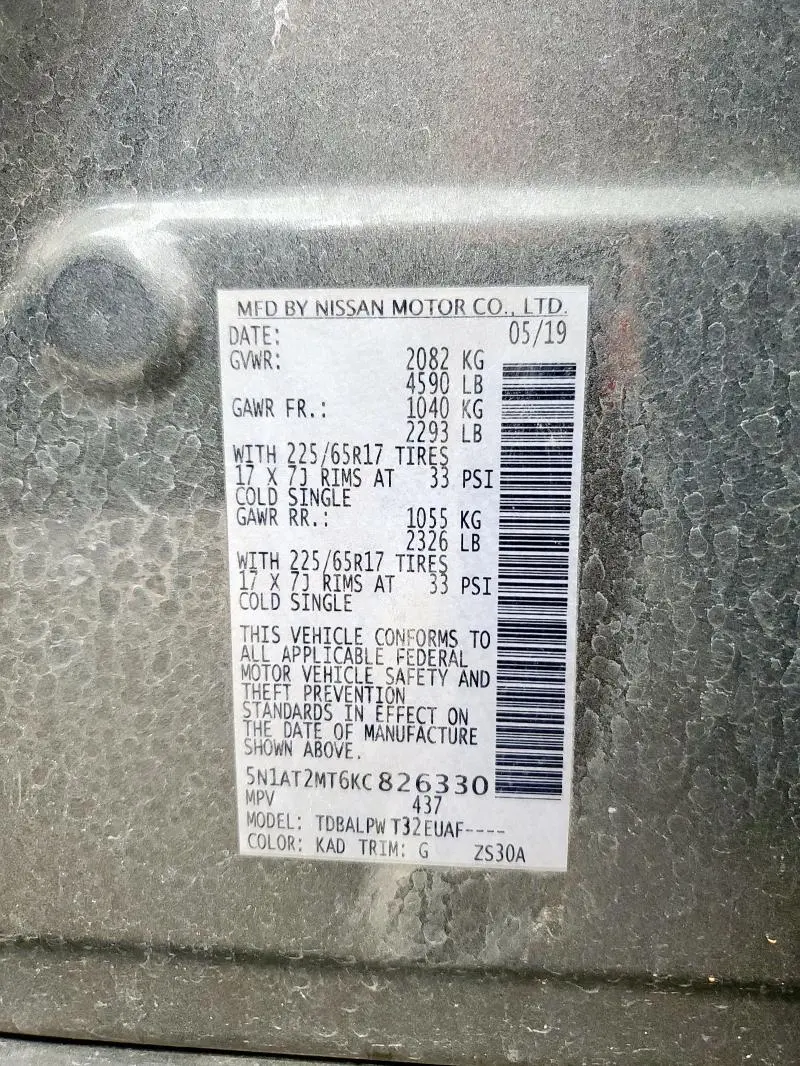 MFD BY NISSAN MOTOR CO., LTD.
DATE: 05/19
GVWR: 2082 KG
4590 LB
GAWR FR.: 1040 KG
2293 LB
WITH 225/65R17 TIRES
17 X 7J RIMS AT 33 PSI
COLD SINGLE
GAWR RR.: 1055 KG
2326 LB
WITH 225/65R17 TIRES
17 X 7J RIMS AT 33 PSI
COLD SINGLE
THIS VEHICLE CONFORMS TO
ALL APPLICABLE FEDERAL
MOTOR VEHICLE SAFETY AND
THEFT PREVENTION
STANDARDS IN EFFECT ON
THE DATE OF MANUFACTURE
SHOWN ABOVE.
5N1AT2MT6KC826330
MPV 437
MODEL: TDBALPW T32EUAF----
COLOR: KAD TRIM: G ZS30A